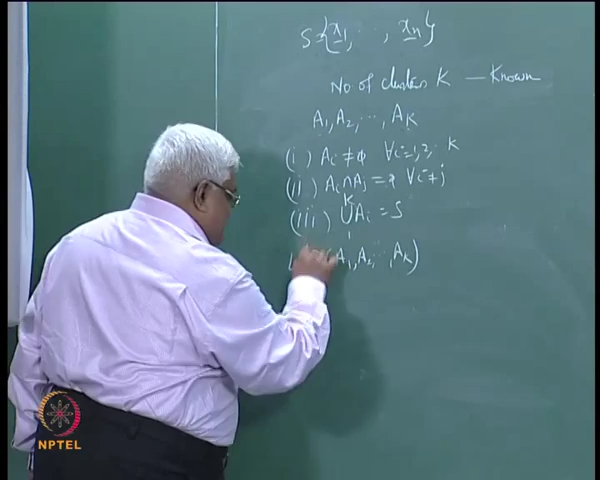 S={x1, ..., xn}
No of clusters K — Known
A1, A2, ..., AK
(i) Ai ≠ φ ∀i=1,2,..K
(ii) Ai∩Aj = φ ∀i≠j
(iii) K∪1 Ai = S
A1, A2, ..., AK)
NPTEL